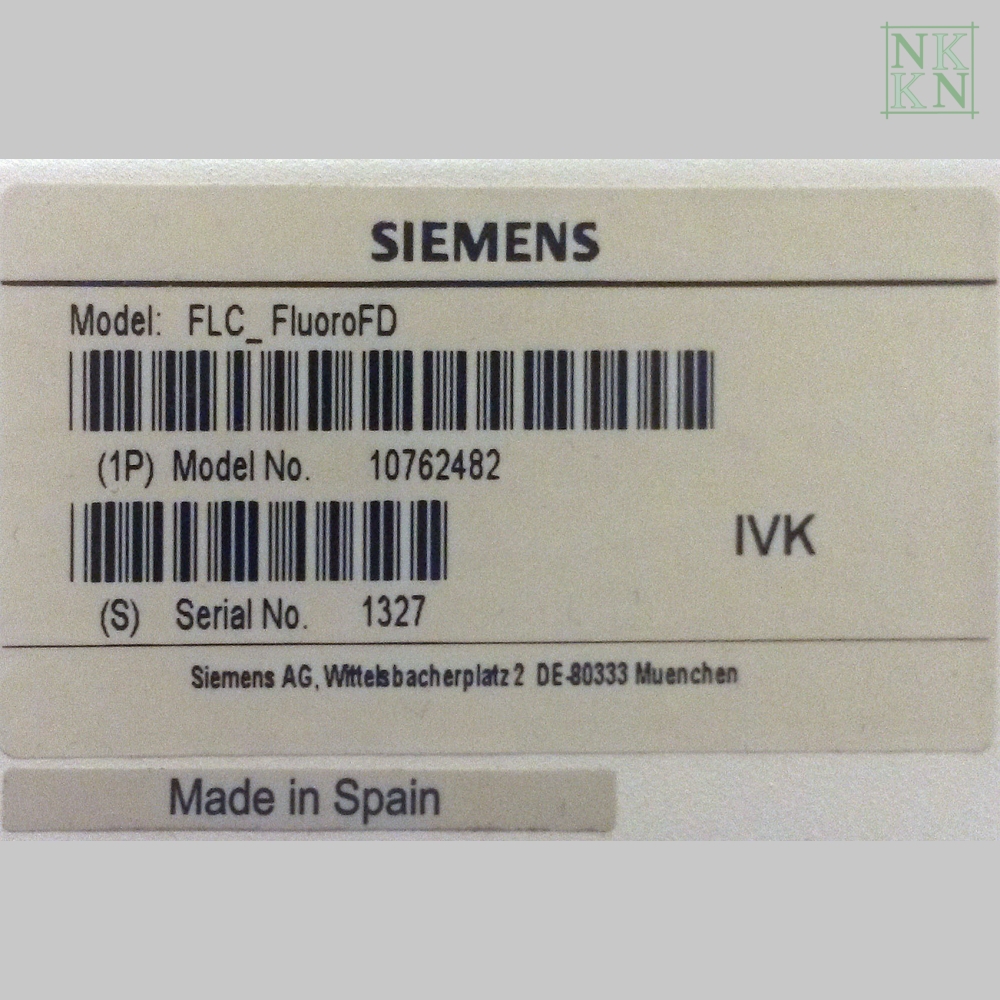 NK
KN
SIEMENS
Model: FLC_ FluoroFD
(1P) Model No. 10762482
IVK
(S) Serial No. 1327
Siemens AG, Wittelsbacherplatz 2 DE-80333 Muenchen
Made in Spain